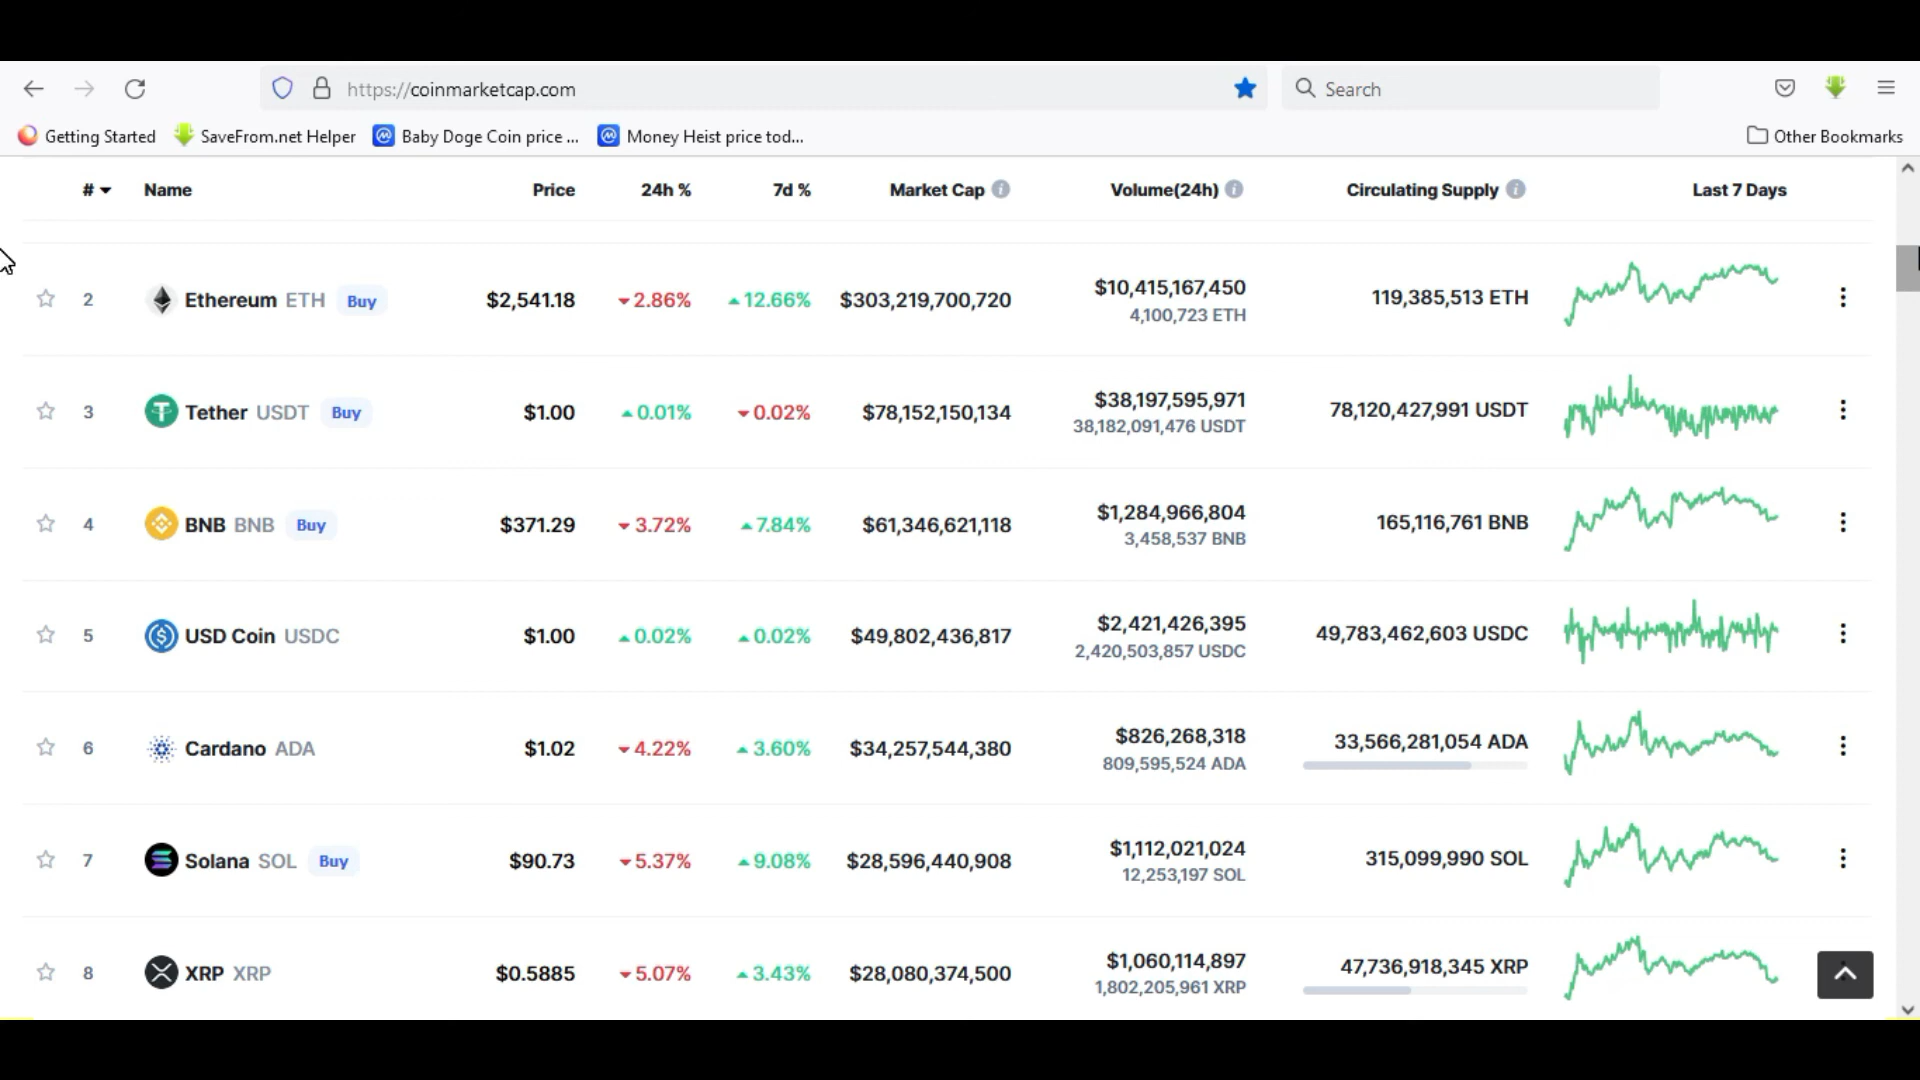 https://coinmarketcap.com
Search
Getting Started
SaveFrom.net Helper
Baby Doge Coin price ...
Money Heist price tod...
Other Bookmarks
# Name Price 24h % 7d % Market Cap Volume(24h) Circulating Supply Last 7 Days
2 Ethereum ETH Buy $2,541.18 2.86% 12.66% $303,219,700,720 $10,415,167,450 119,385,513 ETH
4,100,723 ETH
3 Tether USDT Buy $1.00 0.01% 0.02% $78,152,150,134 $38,197,595,971 78,120,427,991 USDT
38,182,091,476 USDT
4 BNB BNB Buy $371.29 3.72% 7.84% $61,346,621,118 $1,284,966,804 165,116,761 BNB
3,458,537 BNB
5 USD Coin USDC $1.00 0.02% 0.02% $49,802,436,817 $2,421,426,395 49,783,462,603 USDC
2,420,503,857 USDC
6 Cardano ADA $1.02 4.22% 3.60% $34,257,544,380 $826,268,318 33,566,281,054 ADA
809,595,524 ADA
7 Solana SOL Buy $90.73 5.37% 9.08% $28,596,440,908 $1,112,021,024 315,099,990 SOL
12,253,197 SOL
8 XRP XRP $0.5885 5.07% 3.43% $28,080,374,500 $1,060,114,897 47,736,918,345 XRP
1,802,205,961 XRP